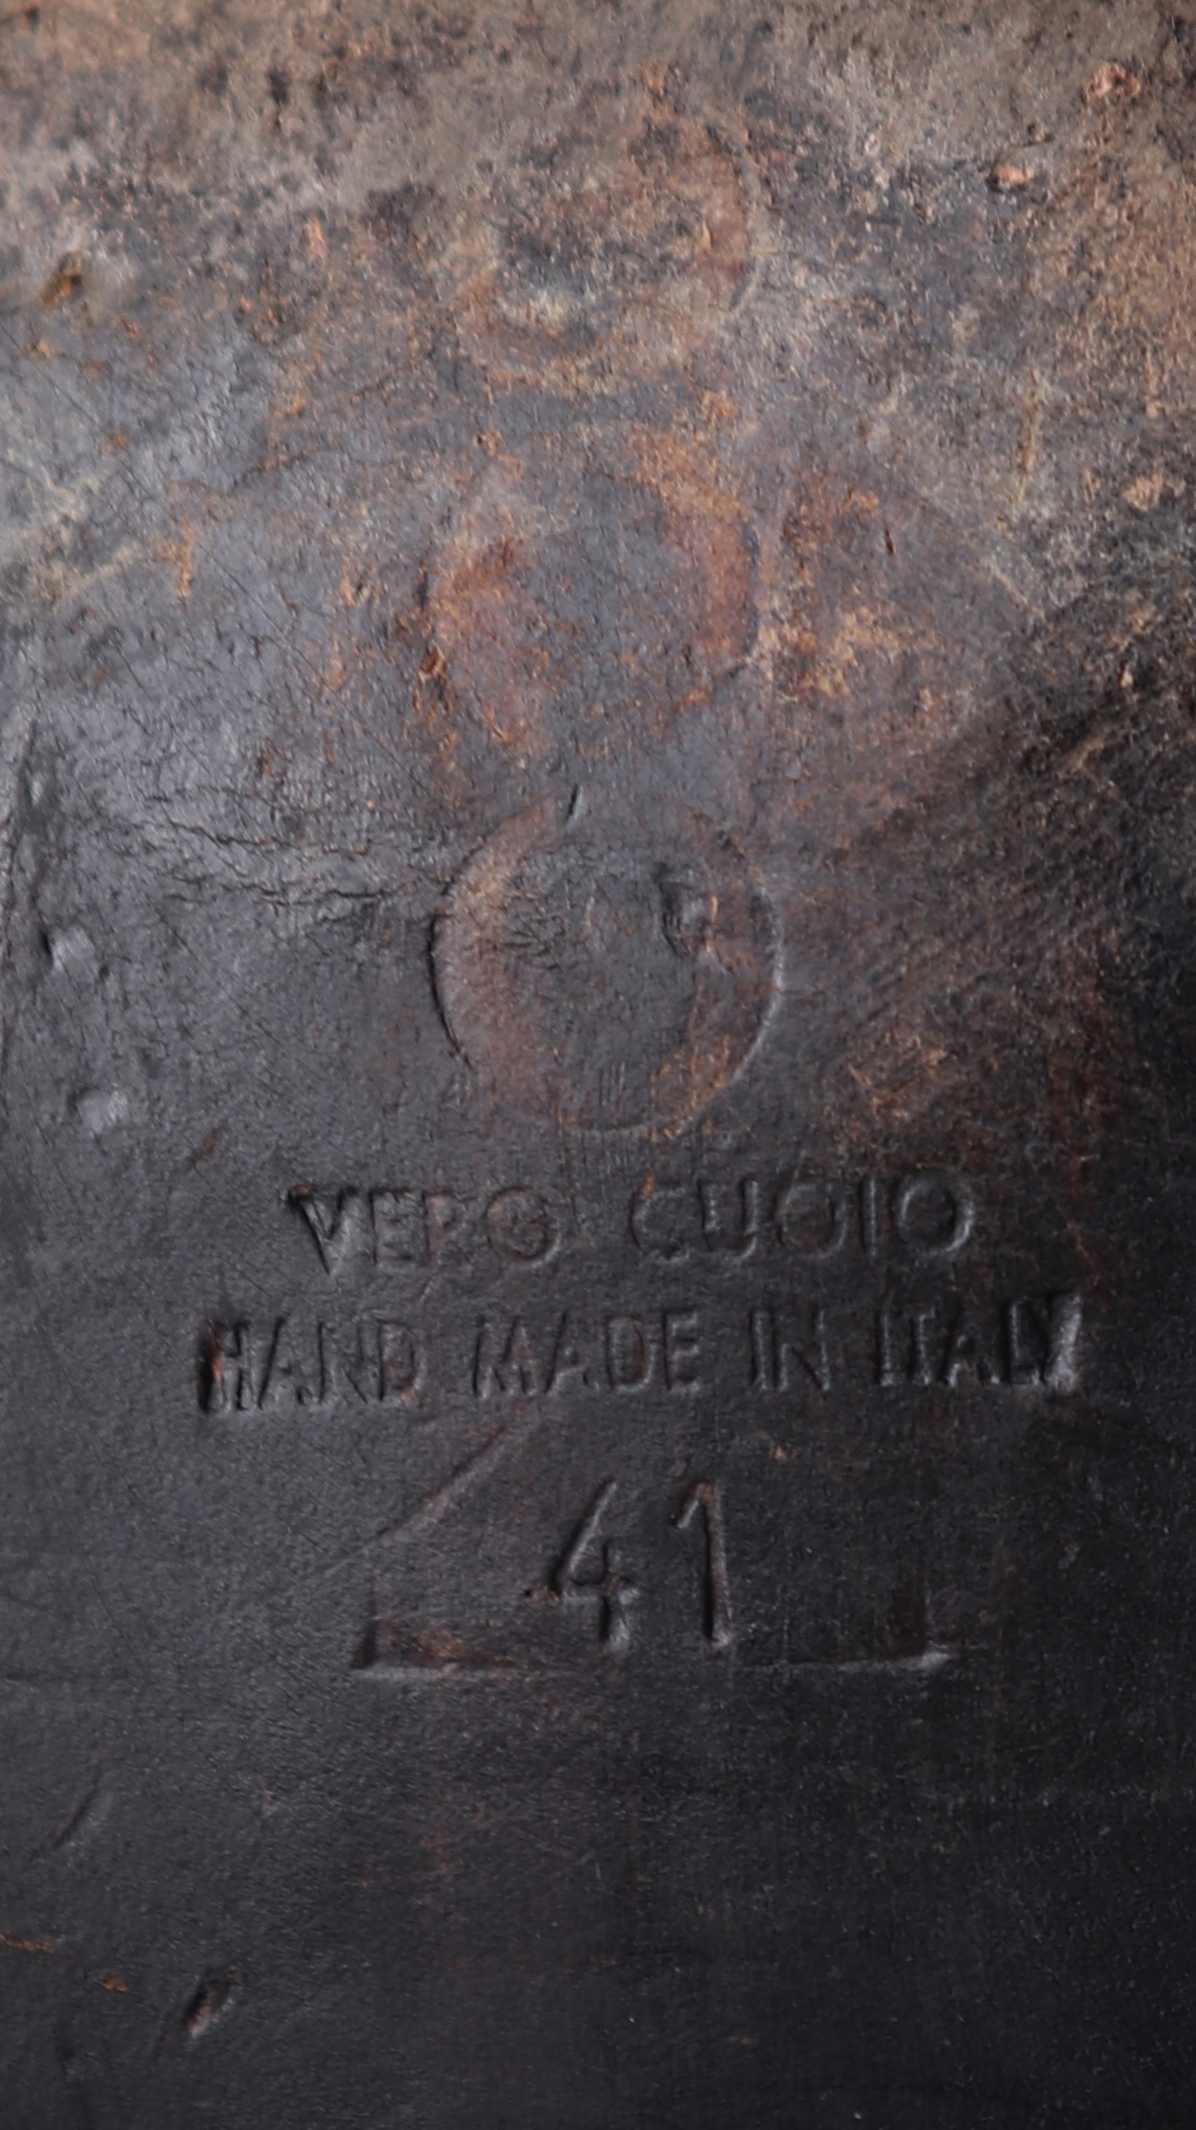 VERO CUOIO
HAND MADE IN ITALY
41